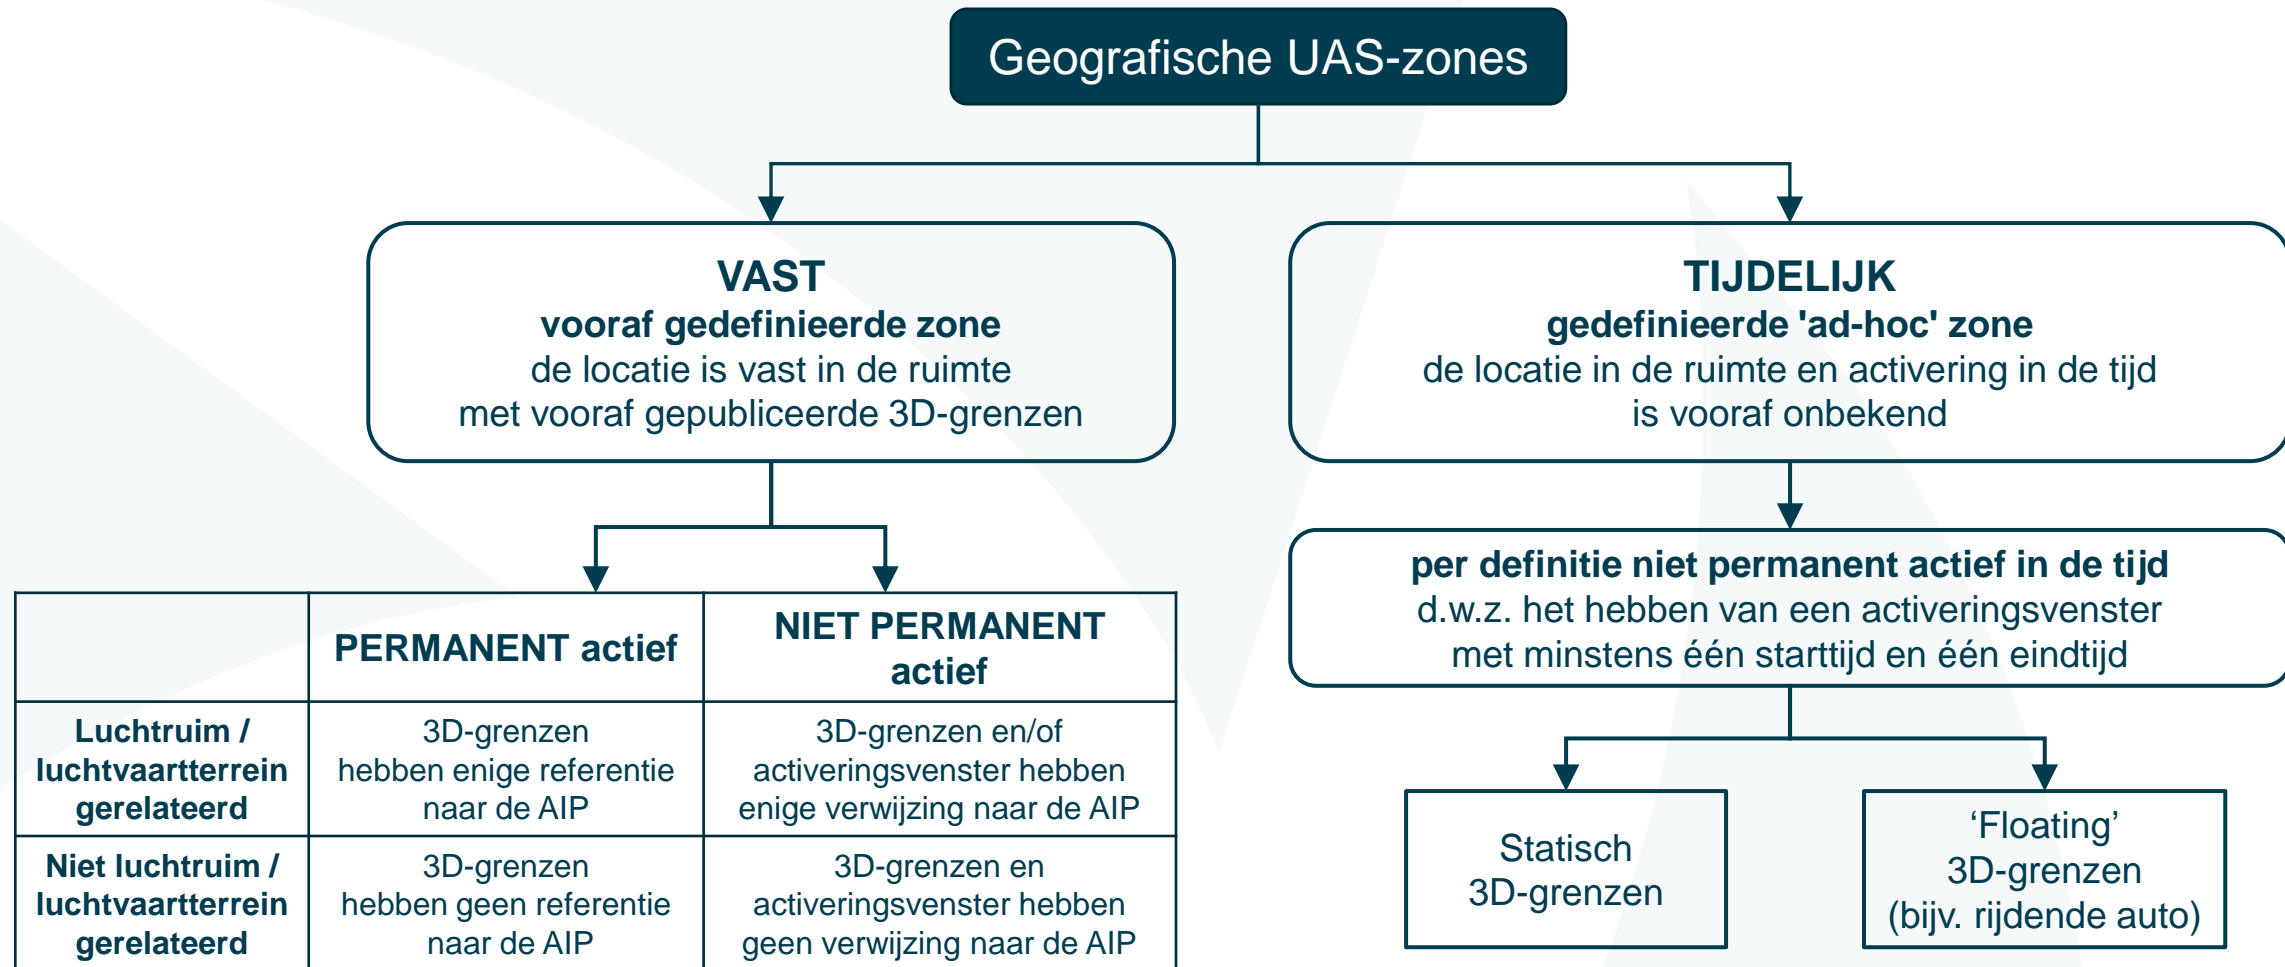 Geografische UAS-zones
VAST
vooraf gedefinieerde zone
de locatie is vast in de ruimte
met vooraf gepubliceerde 3D-grenzen
TIJDELIJK
gedefinieerde 'ad-hoc' zone
de locatie in de ruimte en activering in de tijd
is vooraf onbekend
PERMANENT actief
NIET PERMANENT
actief
Luchtruim /
luchtvaartterrein
gerelateerd
3D-grenzen
hebben enige referentie
naar de AIP
3D-grenzen en/of
activeringsvenster hebben
enige verwijzing naar de AIP
Niet luchtruim /
luchtvaartterrein
gerelateerd
3D-grenzen
hebben geen referentie
naar de AIP
3D-grenzen en
activeringsvenster hebben
geen verwijzing naar de AIP
per definitie niet permanent actief in de tijd
d.w.z. het hebben van een activeringsvenster
met minstens één starttijd en één eindtijd
Statisch
3D-grenzen
‘Floating’
3D-grenzen
(bijv. rijdende auto)